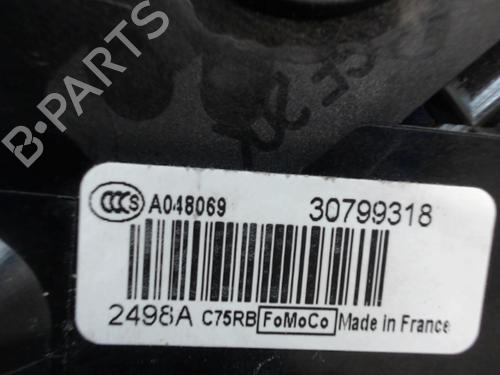 B-PARTS
CCC S A048069 30799318
2498A C75RB FoMoCo Made in France